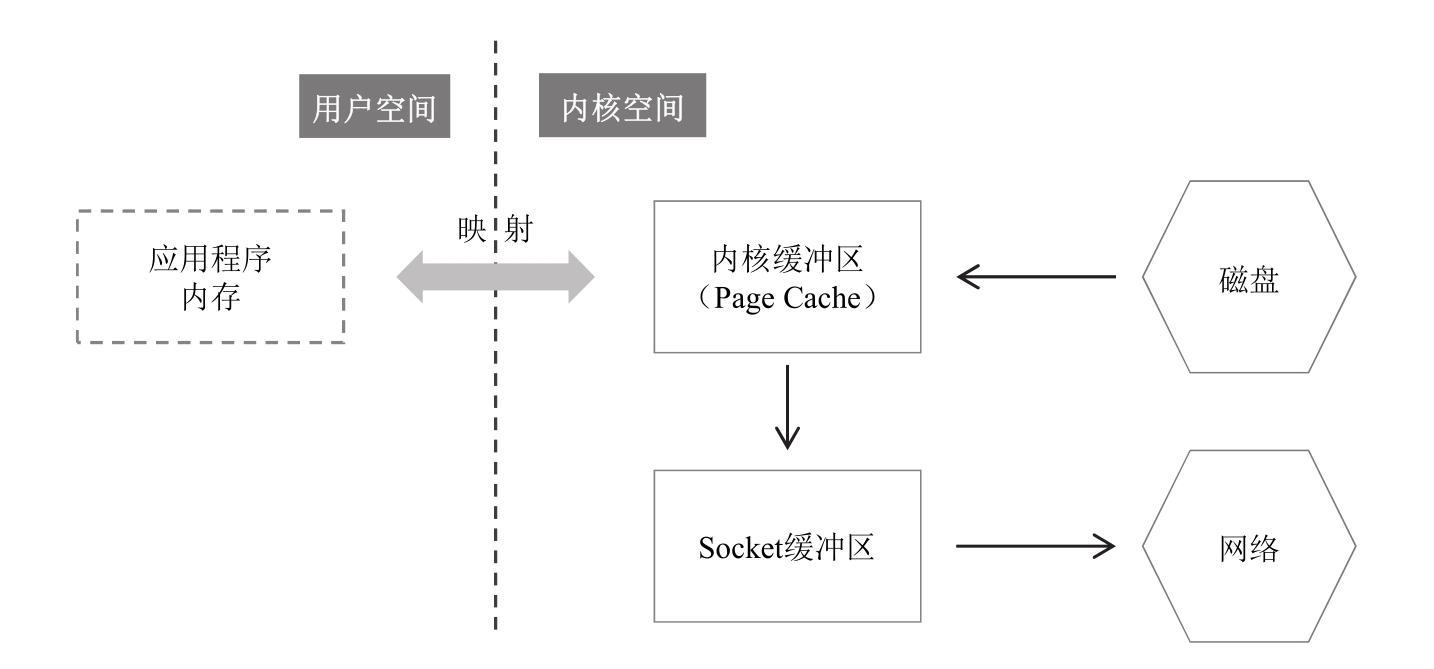 用户空间
内核空间
映射
应用程序
内存
内核缓冲区
（Page Cache）
磁盘
Socket缓冲区
网络